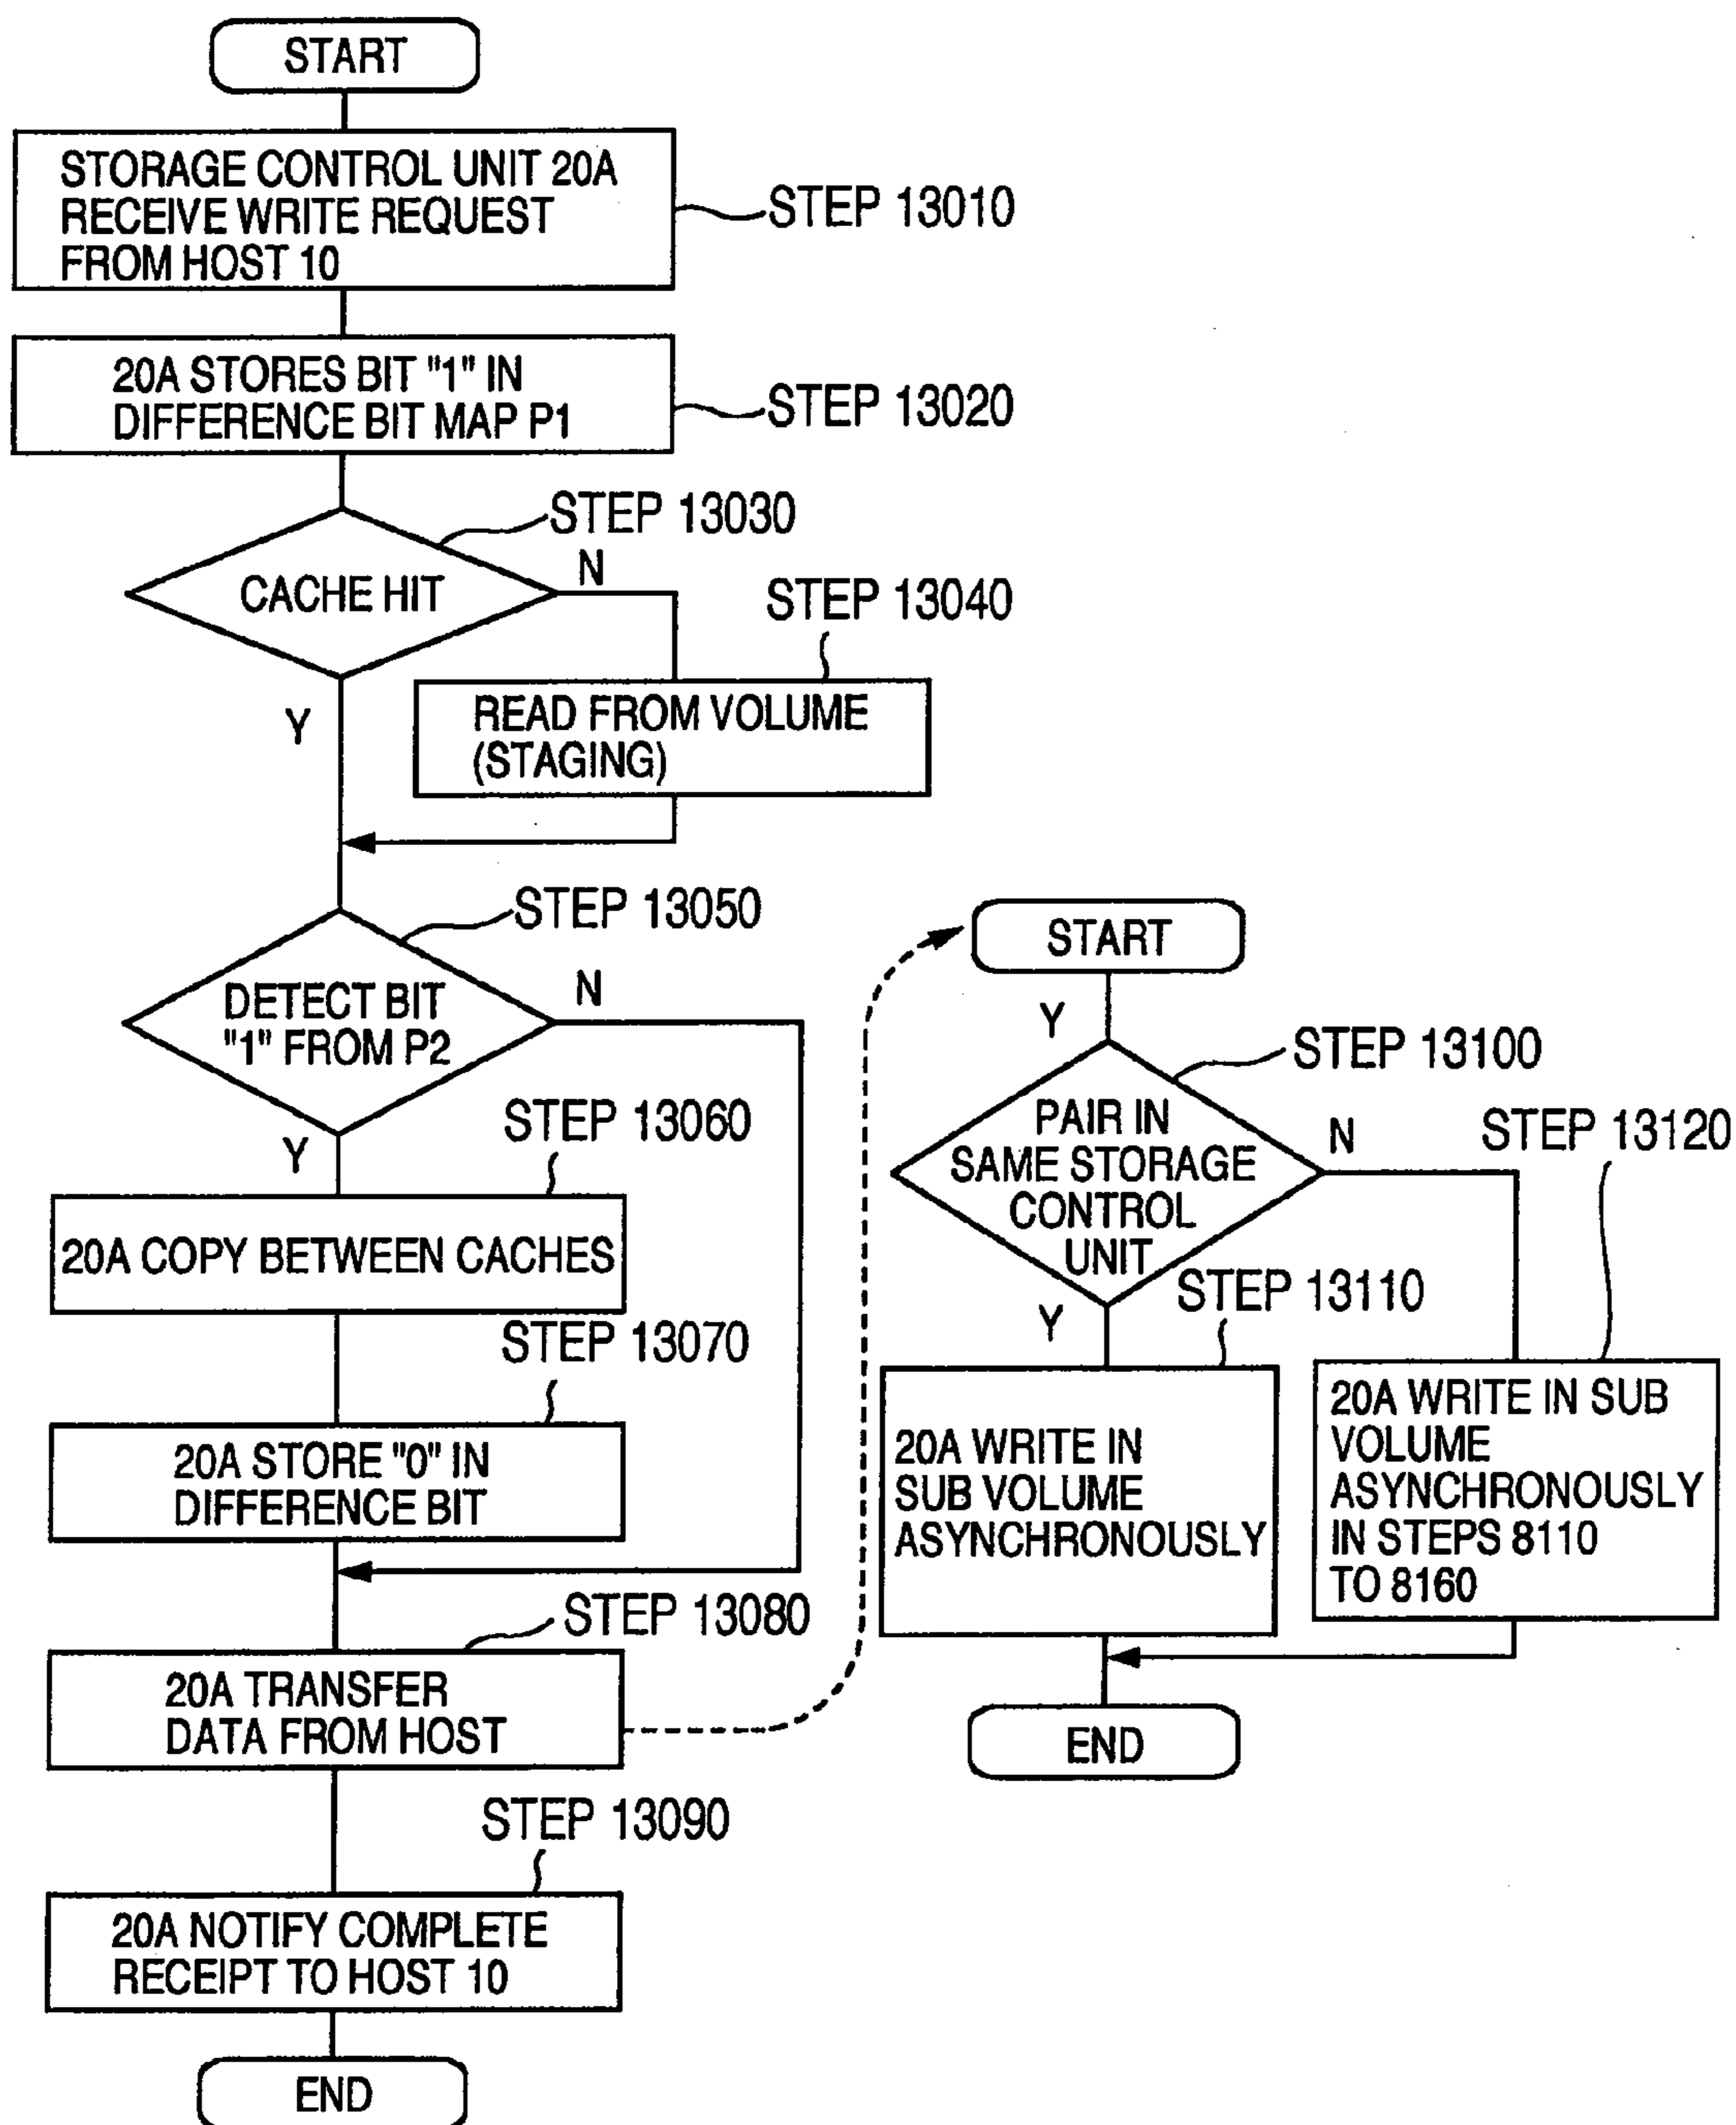 START
STORAGE CONTROL UNIT 20A
RECEIVE WRITE REQUEST
FROM HOST 10
STEP 13010
20A STORES BIT "1" IN
DIFFERENCE BIT MAP P1
STEP 13020
STEP 13030
CACHE HIT
N
Y
STEP 13040
READ FROM VOLUME
(STAGING)
STEP 13050
DETECT BIT
"1" FROM P2
N
Y
STEP 13060
20A COPY BETWEEN CACHES
STEP 13070
20A STORE "0" IN
DIFFERENCE BIT
STEP 13080
20A TRANSFER
DATA FROM HOST
STEP 13090
20A NOTIFY COMPLETE
RECEIPT TO HOST 10
END
START
Y
STEP 13100
PAIR IN
SAME STORAGE
CONTROL
UNIT
N
Y
STEP 13110
20A WRITE IN
SUB VOLUME
ASYNCHRONOUSLY
STEP 13120
20A WRITE IN SUB
VOLUME
ASYNCHRONOUSLY
IN STEPS 8110
TO 8160
END